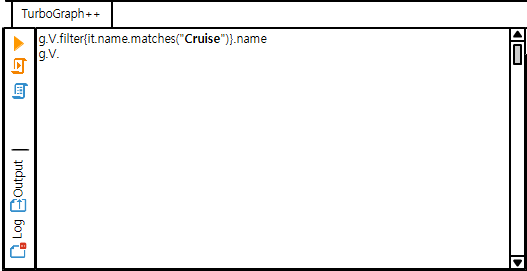 TurboGraph++
g.V.filter{it.name.matches("Cruise")}.name
g.V.
Output
Log